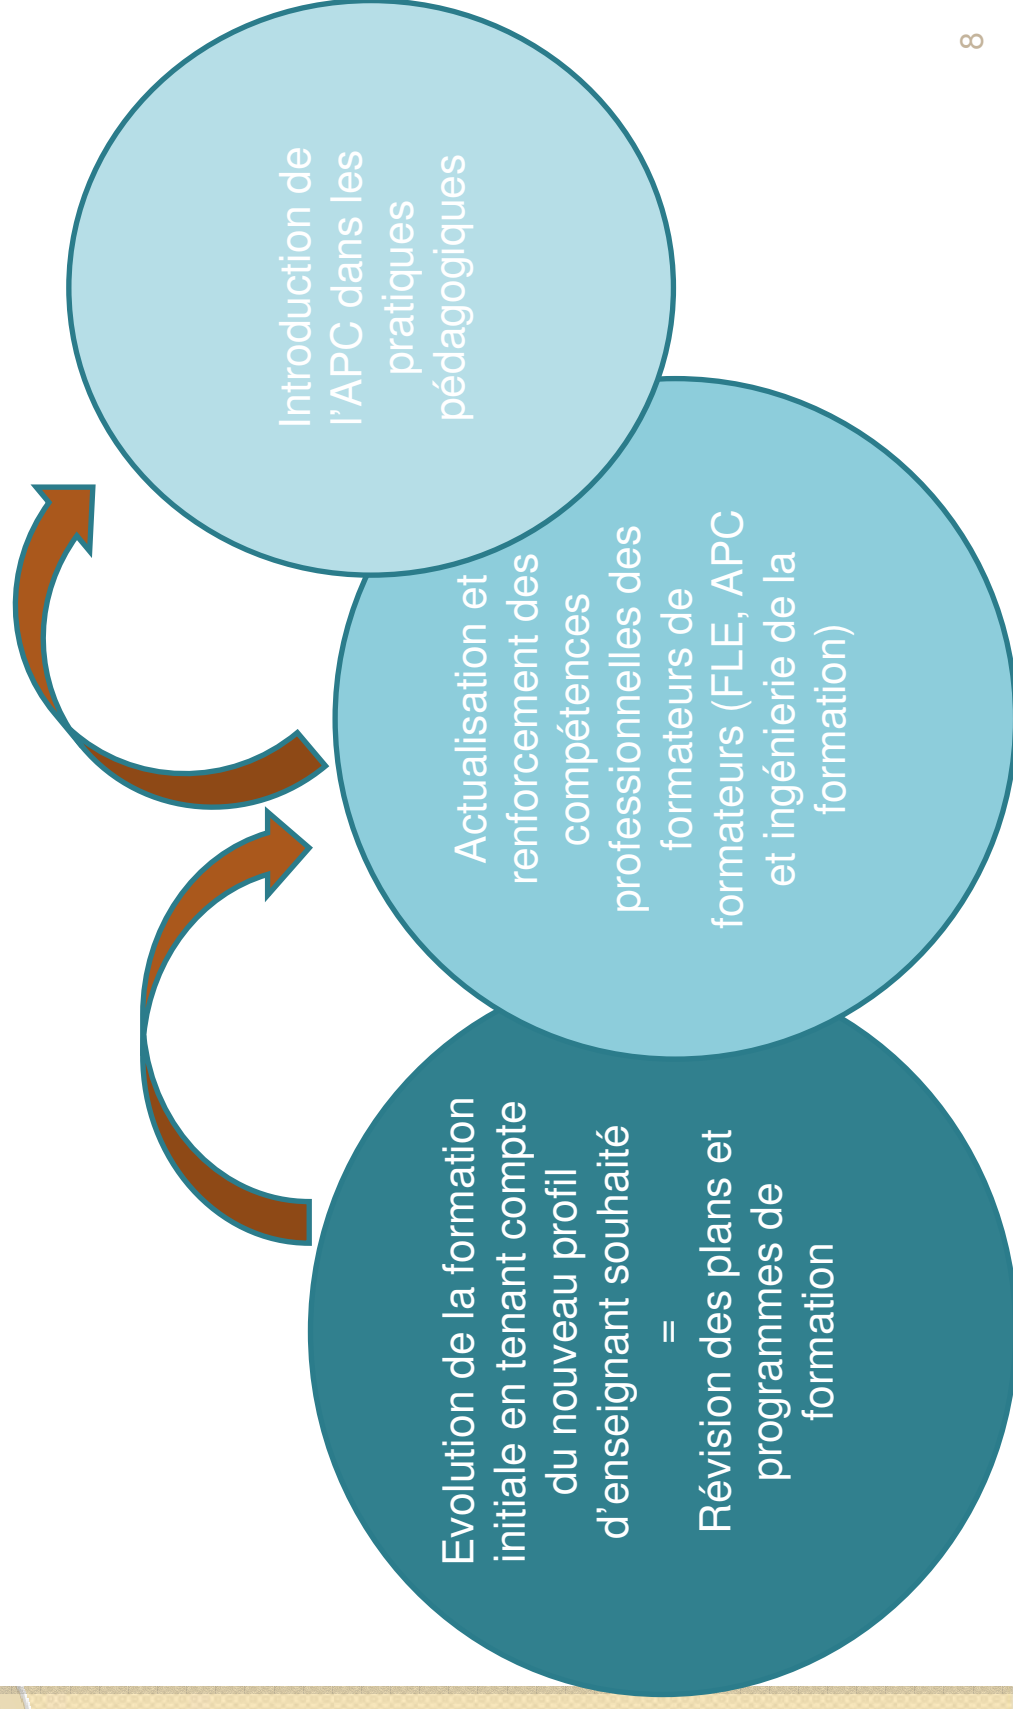 Evolution de la formation
initiale en tenant compte
du nouveau profil
d’enseignant souhaité
=
Révision des plans et
programmes de
formation
Actualisation et
renforcement des
compétences
professionnelles des
formateurs de
formateurs (FLE, APC
et ingénierie de la
formation)
Introduction de
l’APC dans les
pratiques
pédagogiques
8